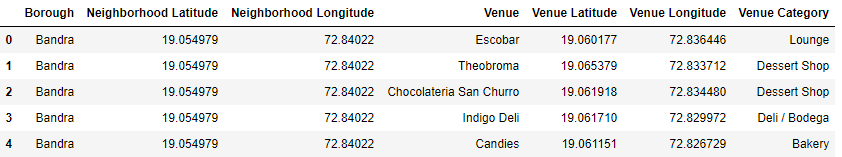 Borough Neighborhood Latitude Neighborhood Longitude Venue Venue Latitude Venue Longitude Venue Category
0 Bandra 19.054979 72.84022 Escobar 19.060177 72.836446 Lounge
1 Bandra 19.054979 72.84022 Theobroma 19.065379 72.833712 Dessert Shop
2 Bandra 19.054979 72.84022 Chocolateria San Churro 19.061918 72.834480 Dessert Shop
3 Bandra 19.054979 72.84022 Indigo Deli 19.061710 72.829972 Deli / Bodega
4 Bandra 19.054979 72.84022 Candies 19.061151 72.826729 Bakery